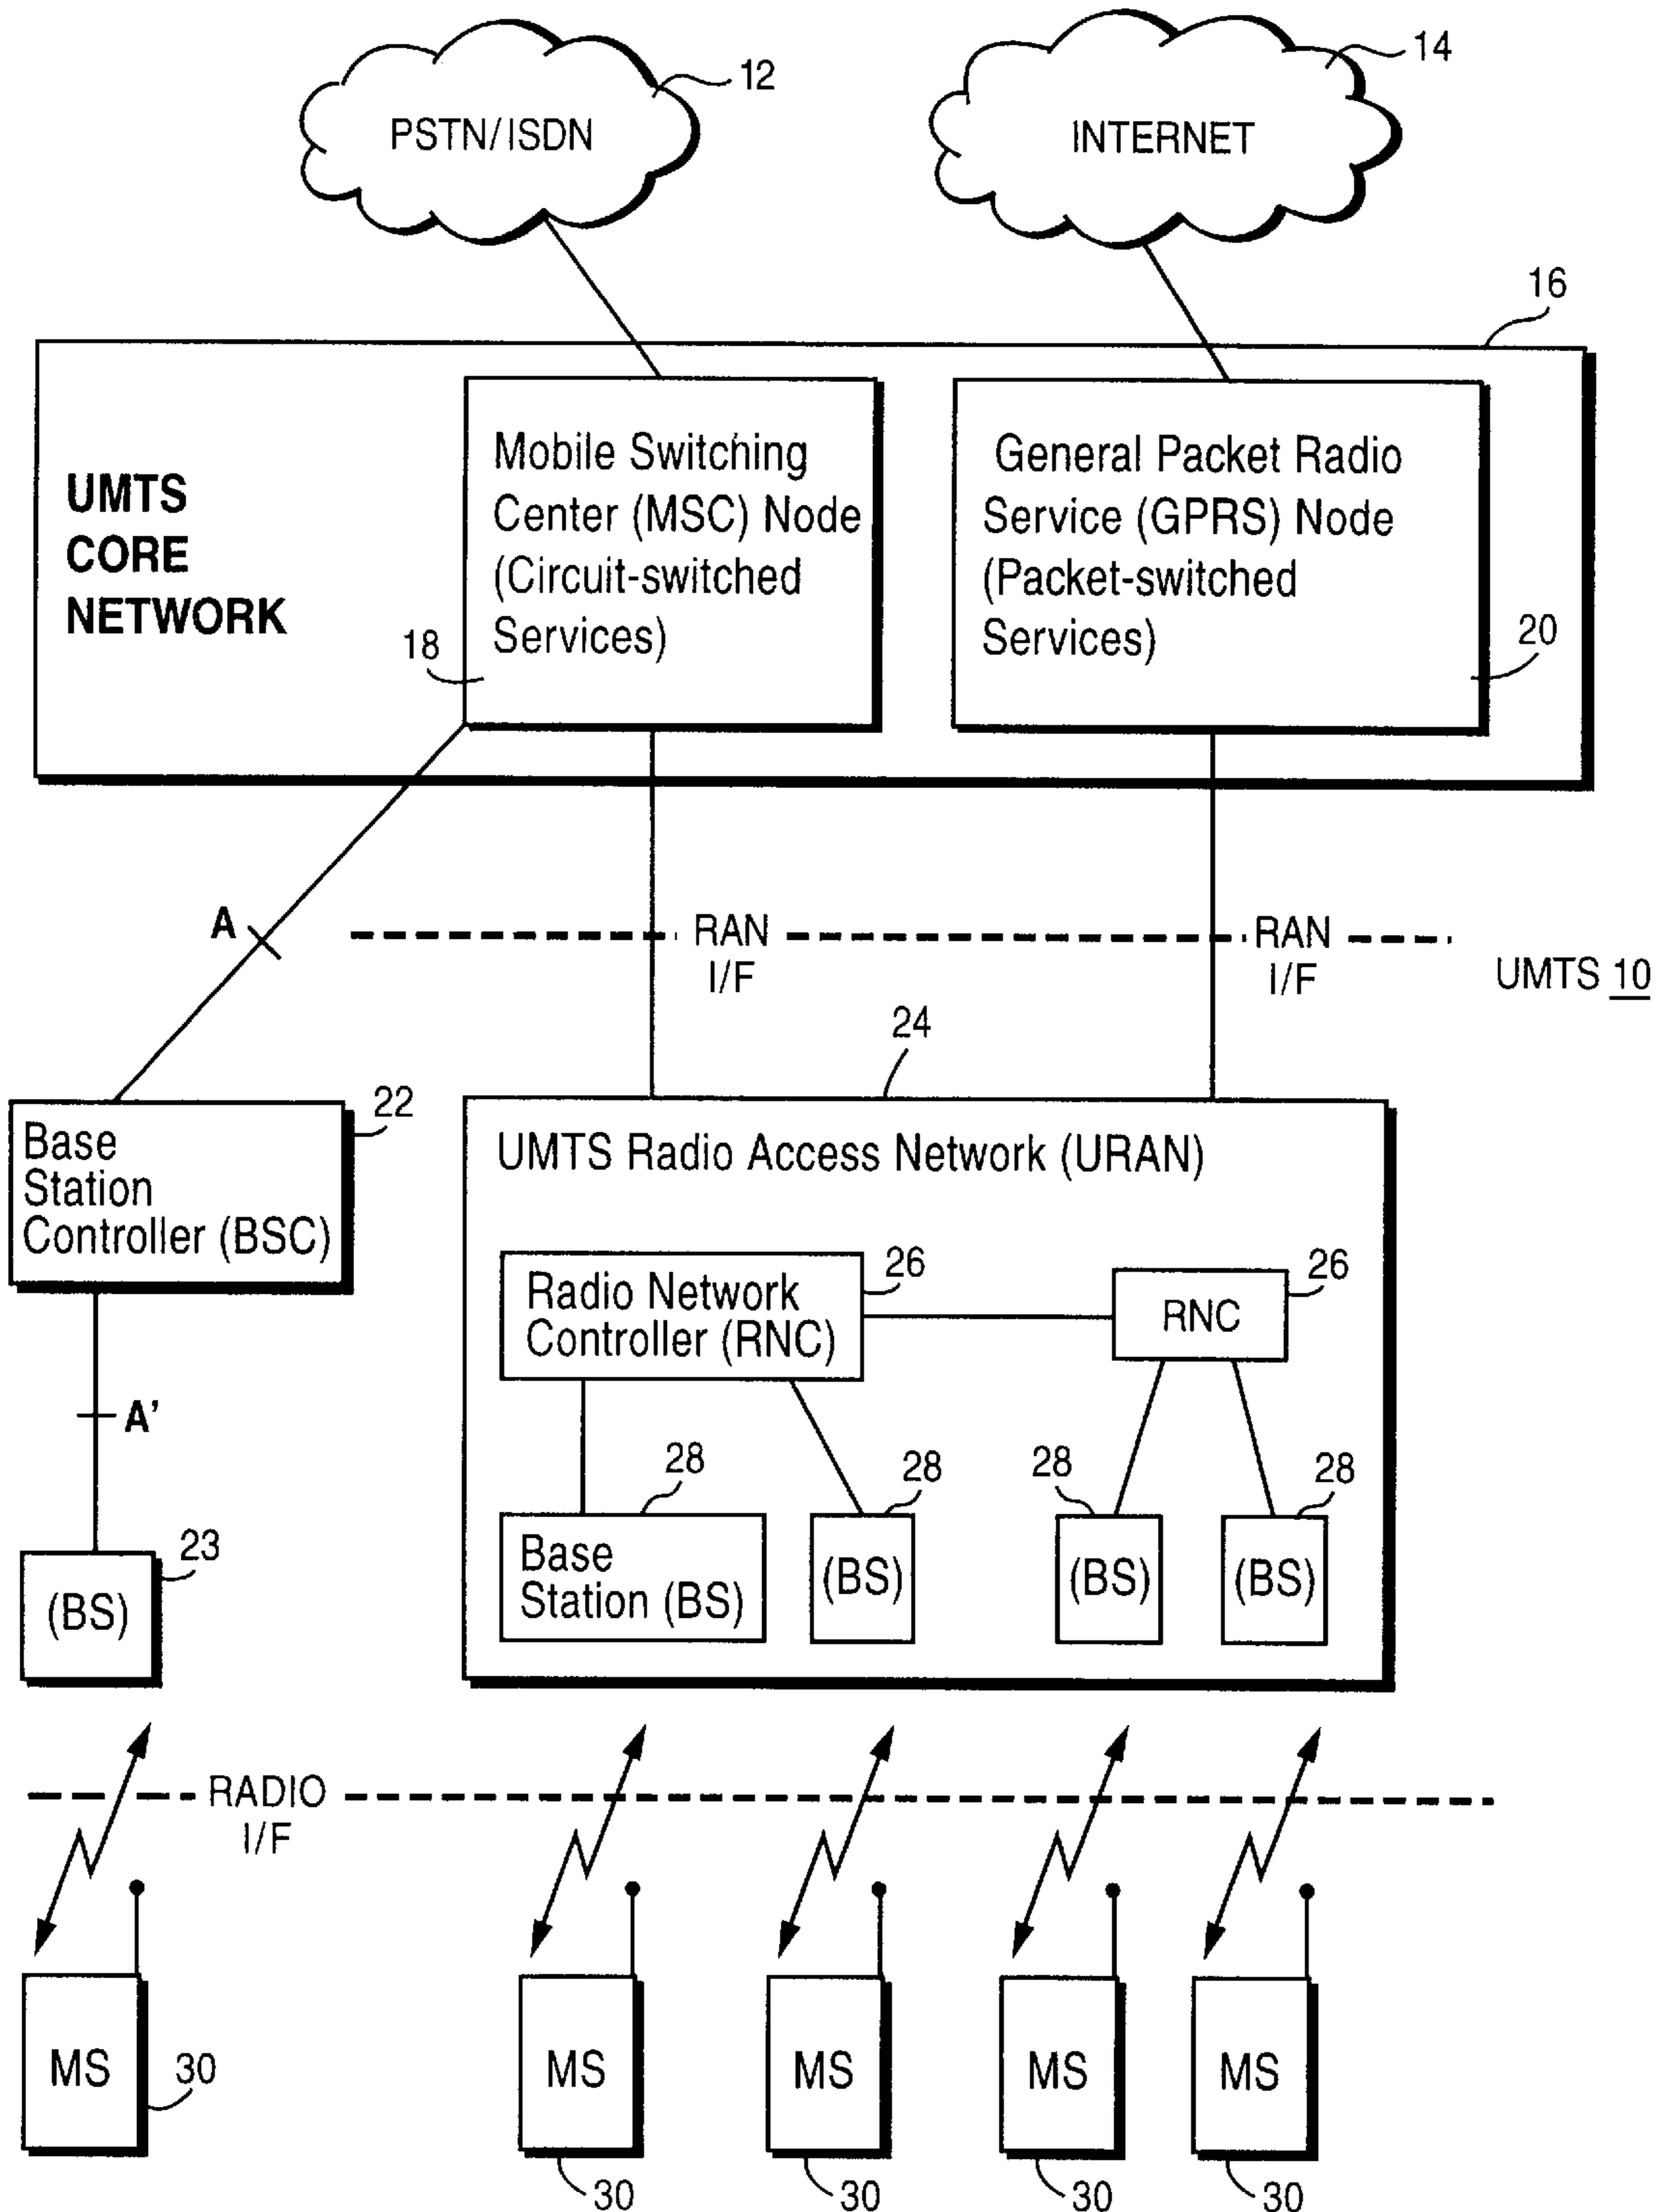 12
14
PSTN/ISDN
INTERNET
16
UMTS
CORE
NETWORK
Mobile Switching
Center (MSC) Node
(Circuit-switched
Services)
18
General Packet Radio
Service (GPRS) Node
(Packet-switched
Services)
20
A
RAN
I/F
RAN
I/F
UMTS 10
24
22
Base
Station
Controller (BSC)
UMTS Radio Access Network (URAN)
26
Radio Network
Controller (RNC)
26
RNC
A'
28
28
28
28
23
(BS)
Base
Station (BS)
(BS)
(BS)
(BS)
RADIO
I/F
MS
30
MS
MS
MS
MS
30
30
30
30